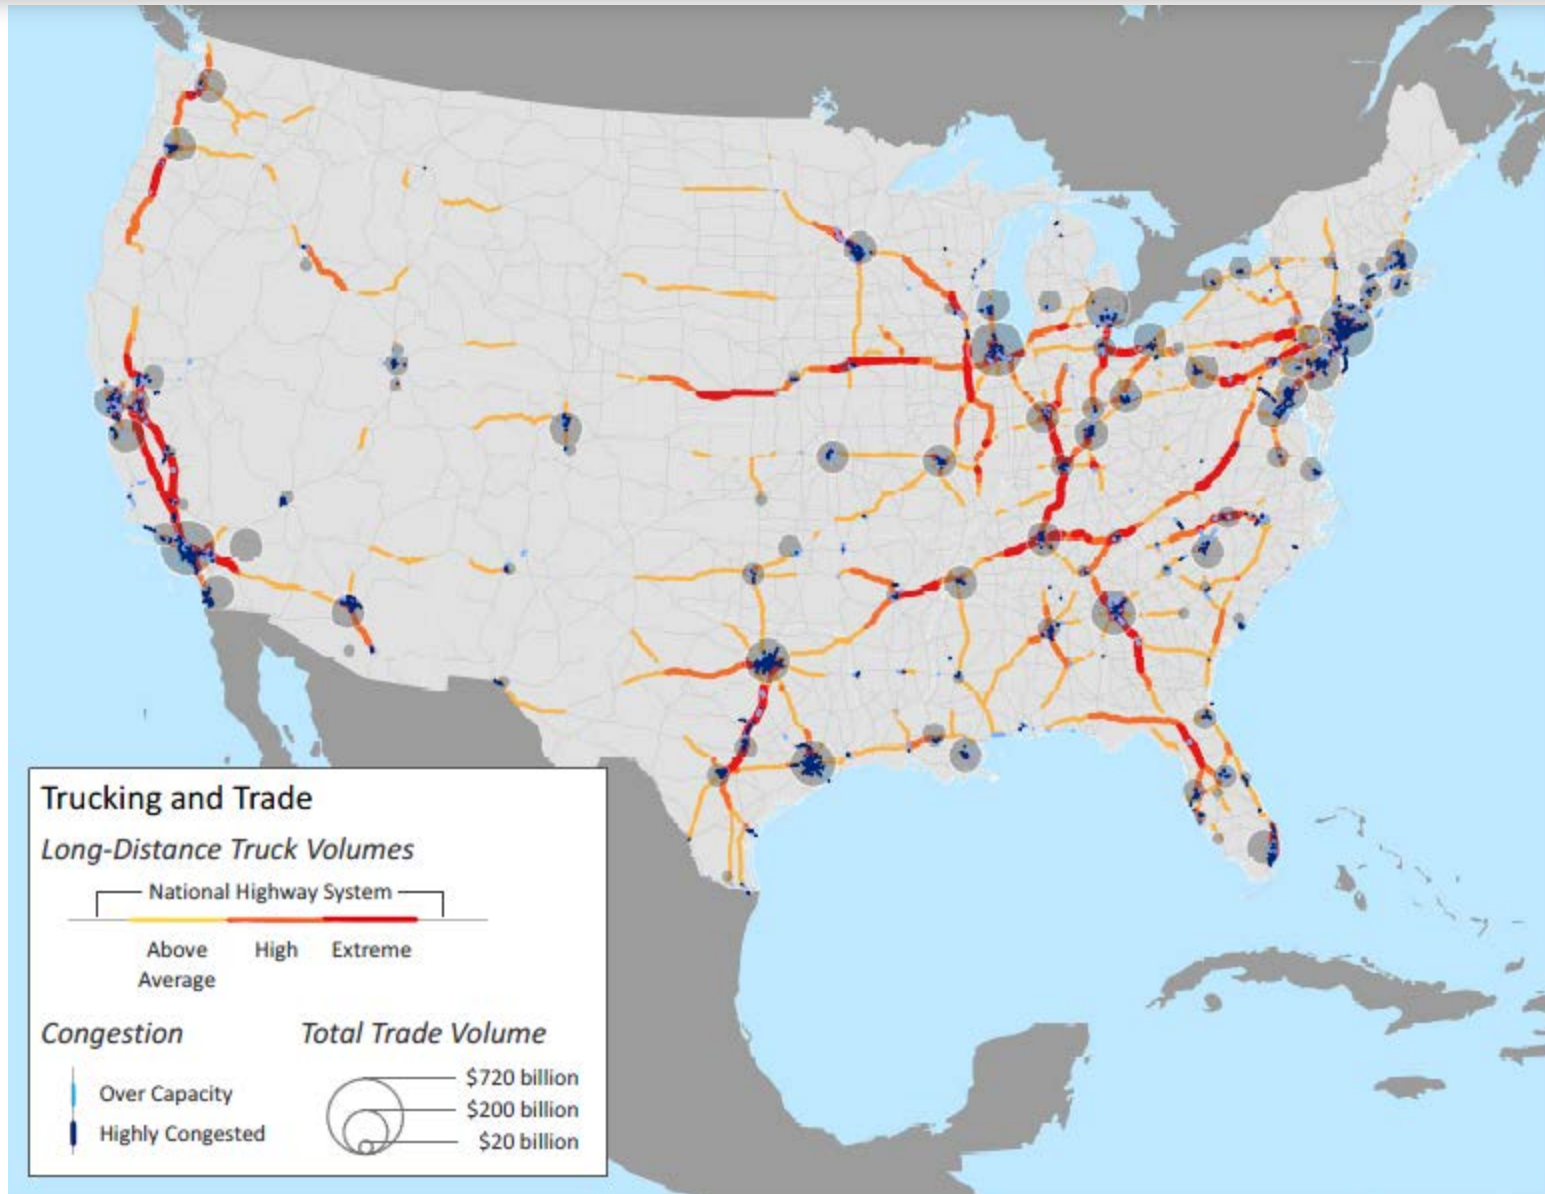 Trucking and Trade
Long-Distance Truck Volumes
National Highway System
Above
Average
High
Extreme
Congestion
Over Capacity
Highly Congested
Total Trade Volume
$720 billion
$200 billion
$20 billion